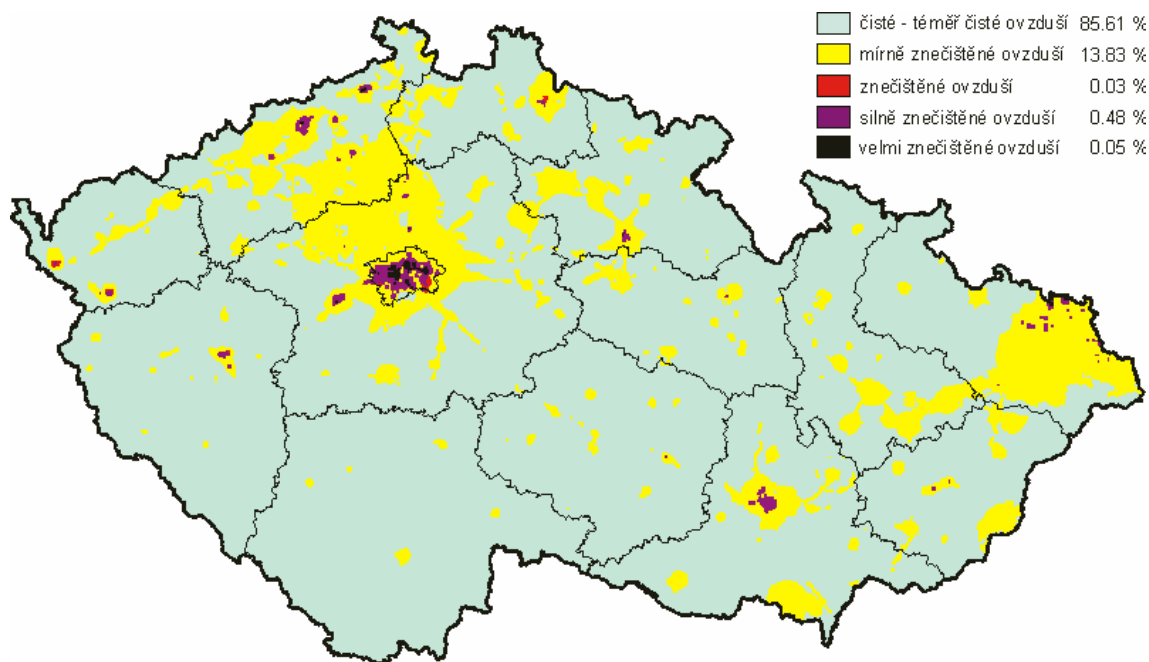 čisté - téměř čisté ovzduší 85.61 %
mírně znečištěné ovzduší 13.83 %
znečištěné ovzduší 0.03 %
silně znečištěné ovzduší 0.48 %
velmi znečištěné ovzduší 0.05 %